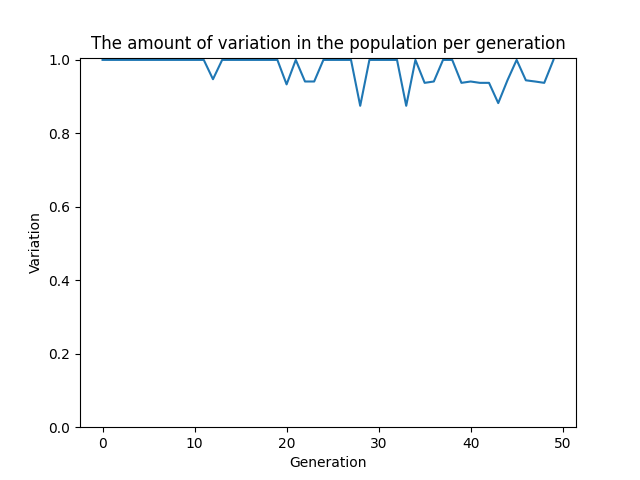 The amount of variation in the population per generation
1.0
0.8
0.6
0.4
0.2
0.0
Variation
0 10 20 30 40 50
Generation